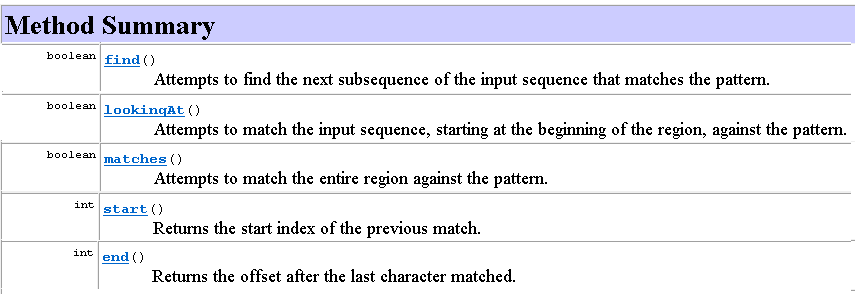 Method Summary
boolean find()
Attempts to find the next subsequence of the input sequence that matches the pattern.
boolean lookingAt()
Attempts to match the input sequence, starting at the beginning of the region, against the pattern.
boolean matches()
Attempts to match the entire region against the pattern.
int start()
Returns the start index of the previous match.
int end()
Returns the offset after the last character matched.